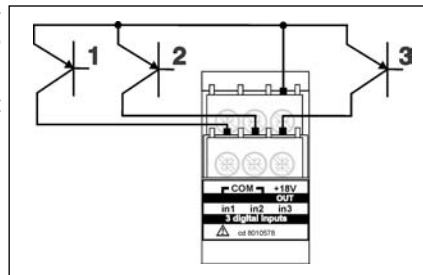 1 2 3
COM +18V
OUT
in1 in2 in3
3 digital inputs
cd 8010578